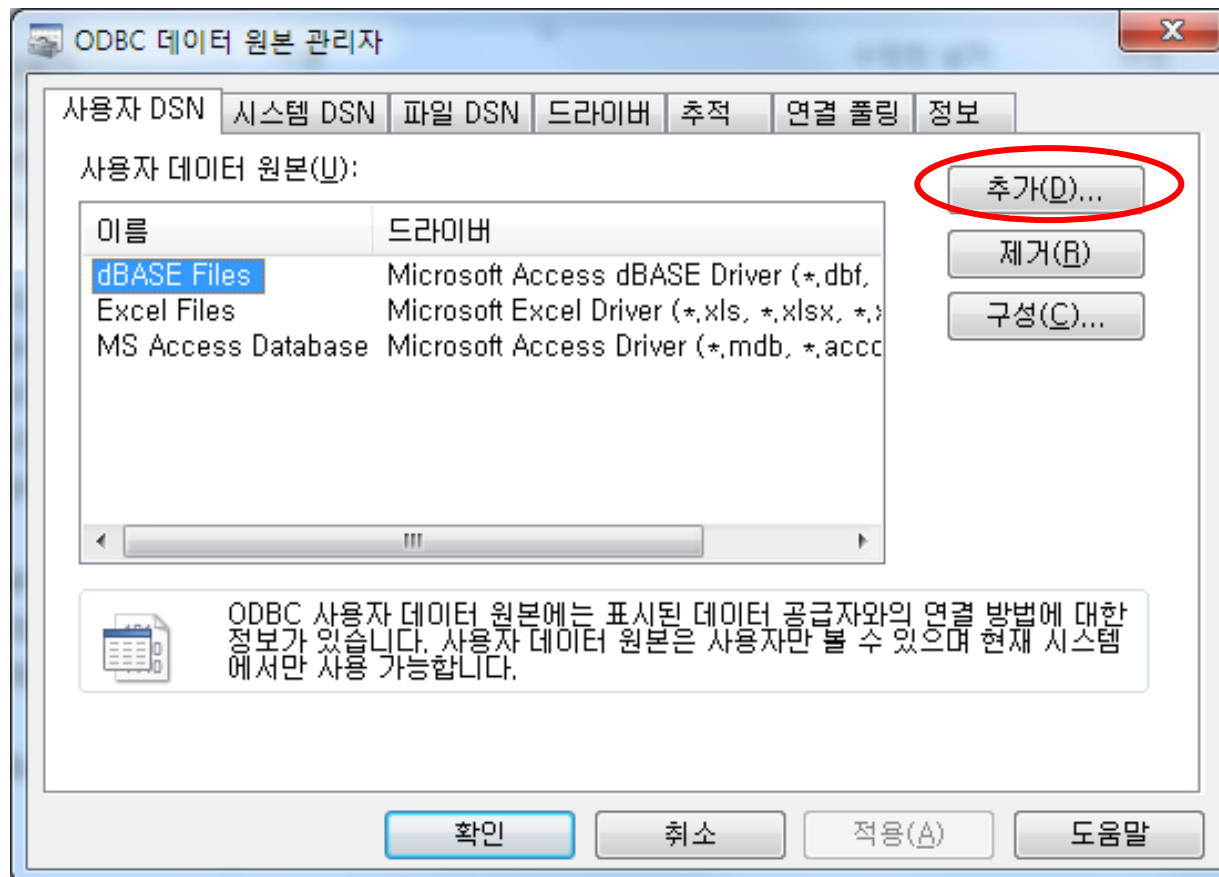 ODBC 데이터 원본 관리자
사용자 DSN 시스템 DSN 파일 DSN 드라이버 추적 연결 풀링 정보
사용자 데이터 원본(U):
추가(D)...
이름 드라이버
제거(R)
dBASE Files Microsoft Access dBASE Driver (*.dbf,
Excel Files Microsoft Excel Driver (*.xls, *.xlsx, *.
구성(C)...
MS Access Database Microsoft Access Driver (*.mdb, *.accd
ODBC 사용자 데이터 원본에는 표시된 데이터 공급자와의 연결 방법에 대한
정보가 있습니다. 사용자 데이터 원본은 사용자만 볼 수 있으며 현재 시스템
에서만 사용 가능합니다.
확인 취소 적용(A) 도움말